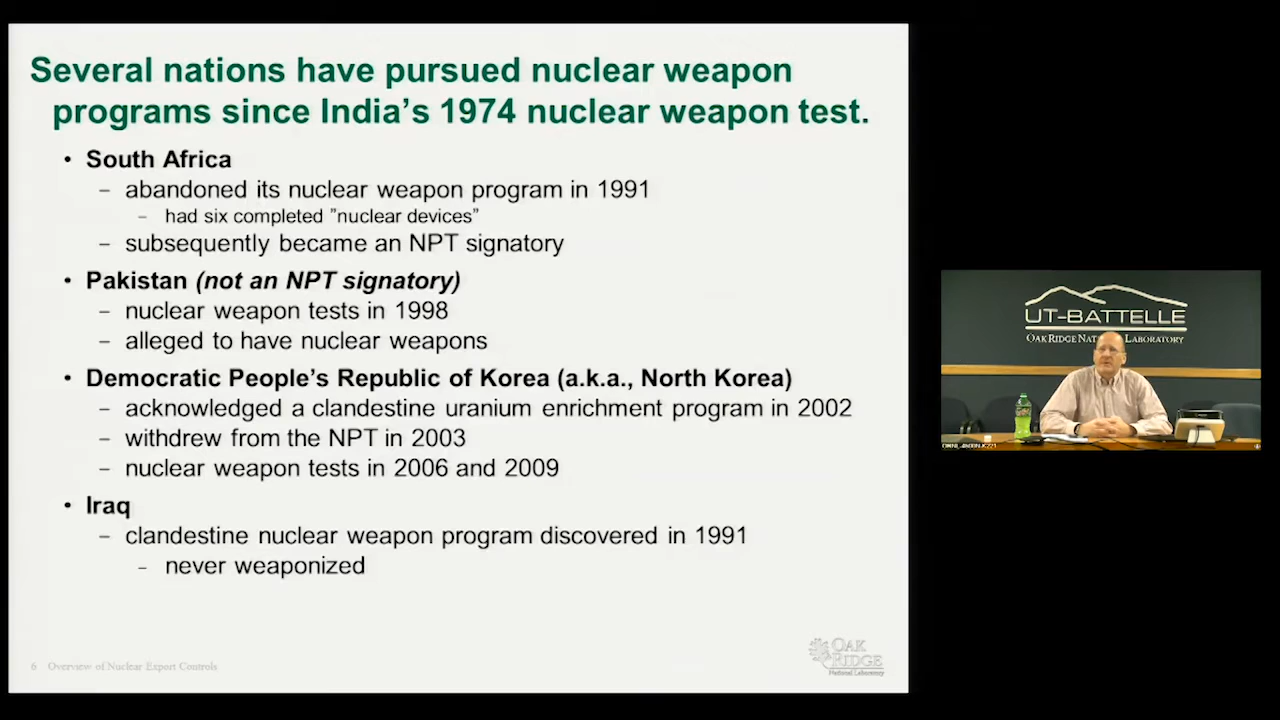 Several nations have pursued nuclear weapon
programs since India's 1974 nuclear weapon test.
• South Africa
– abandoned its nuclear weapon program in 1991
– had six completed "nuclear devices"
– subsequently became an NPT signatory
• Pakistan (not an NPT signatory)
– nuclear weapon tests in 1998
– alleged to have nuclear weapons
• Democratic People's Republic of Korea (a.k.a., North Korea)
– acknowledged a clandestine uranium enrichment program in 2002
– withdrew from the NPT in 2003
– nuclear weapon tests in 2006 and 2009
• Iraq
– clandestine nuclear weapon program discovered in 1991
– never weaponized
6 Overview of Nuclear Export Controls
OAK
RIDGE
National Laboratory
UT-BATTELLE
OAK RIDGE LABORATORY